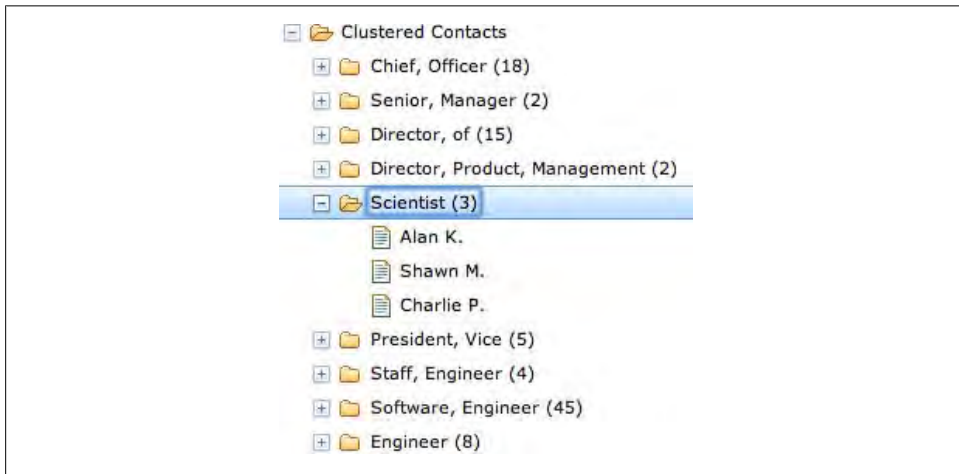 Clustered Contacts
Chief, Officer (18)
Senior, Manager (2)
Director, of (15)
Director, Product, Management (2)
Scientist (3)
Alan K.
Shawn M.
Charlie P.
President, Vice (5)
Staff, Engineer (4)
Software, Engineer (45)
Engineer (8)